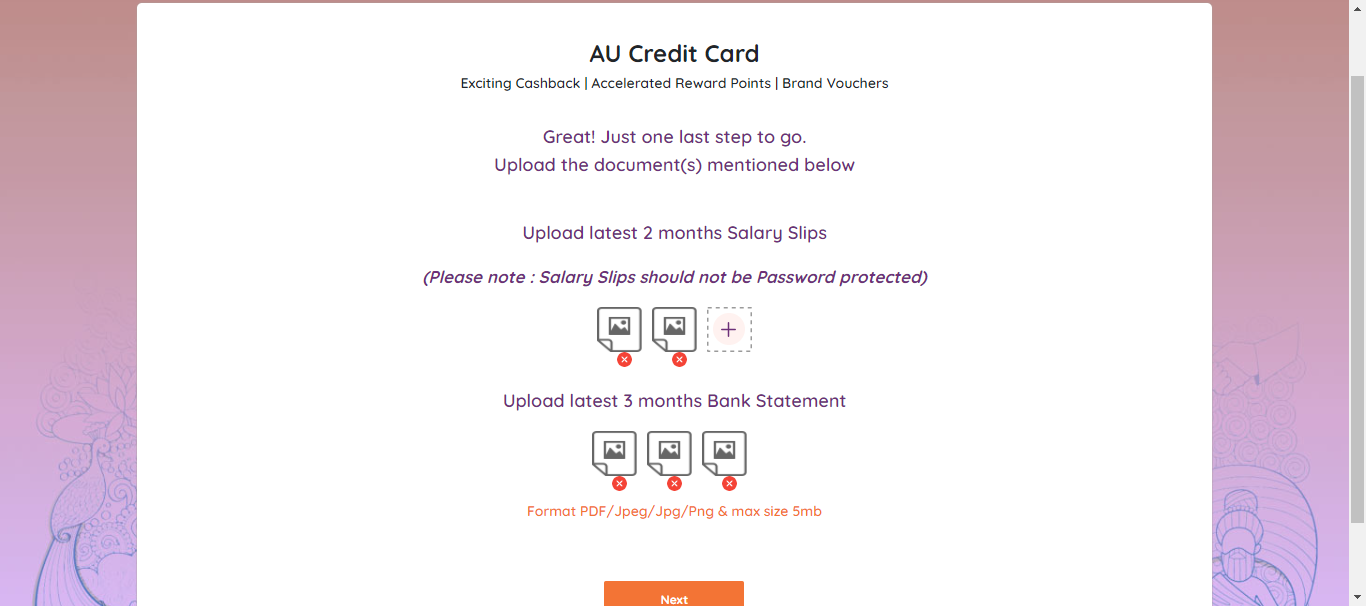 AU Credit Card
Exciting Cashback | Accelerated Reward Points | Brand Vouchers
Great! Just one last step to go.
Upload the document(s) mentioned below
Upload latest 2 months Salary Slips
(Please note : Salary Slips should not be Password protected)
Upload latest 3 months Bank Statement
Format PDF/Jpeg/Jpg/Png & max size 5mb
Next